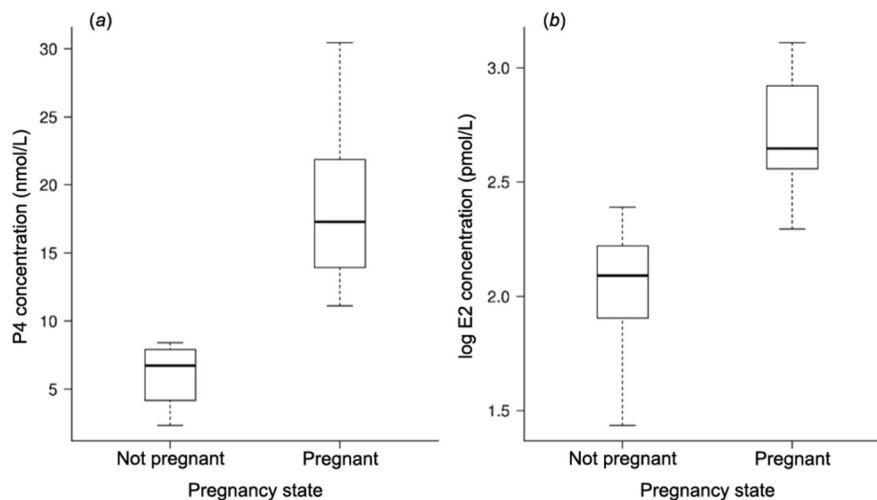 (a)
P4 concentration (nmol/L)
30
25
20
15
10
5
Not pregnant
Pregnant
Pregnancy state
(b)
log E2 concentration (pmol/L)
3.0
2.5
2.0
1.5
Not pregnant
Pregnant
Pregnancy state